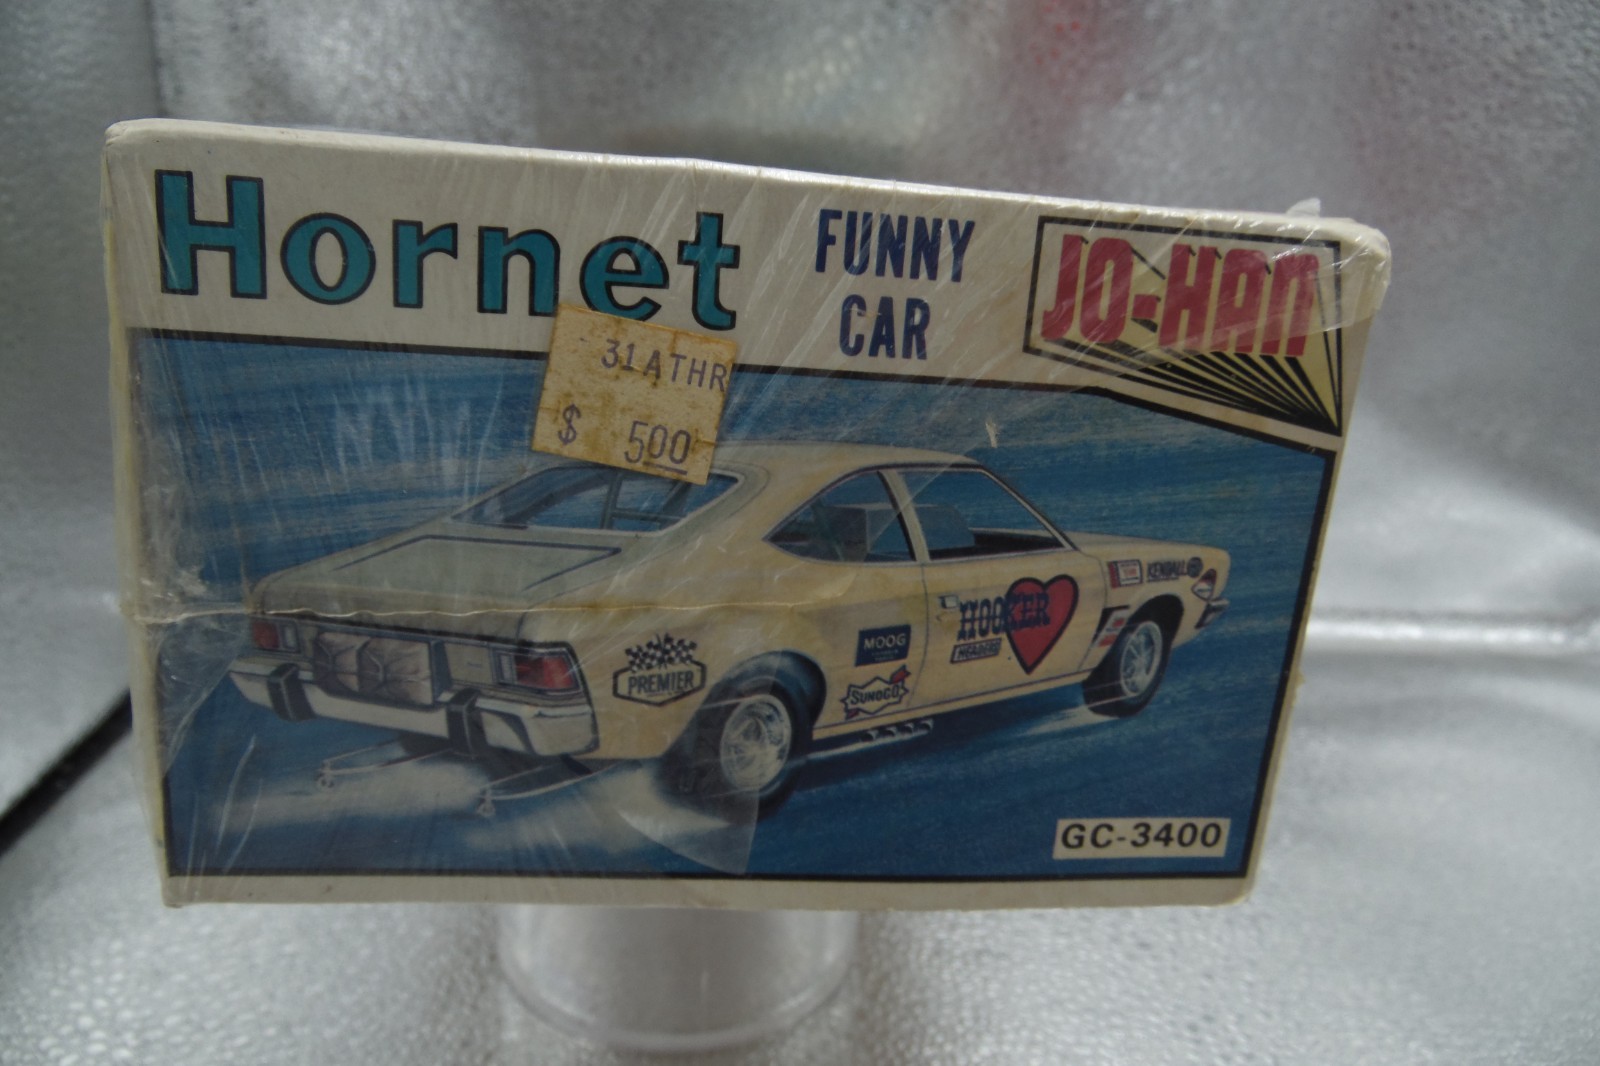 Hornet
FUNNY
CAR
JO-HAN
31ATHR
$ 500
KENDALL
HOOKER
HEADERS
MOOG
PREMIER
SUNOCO
GC-3400